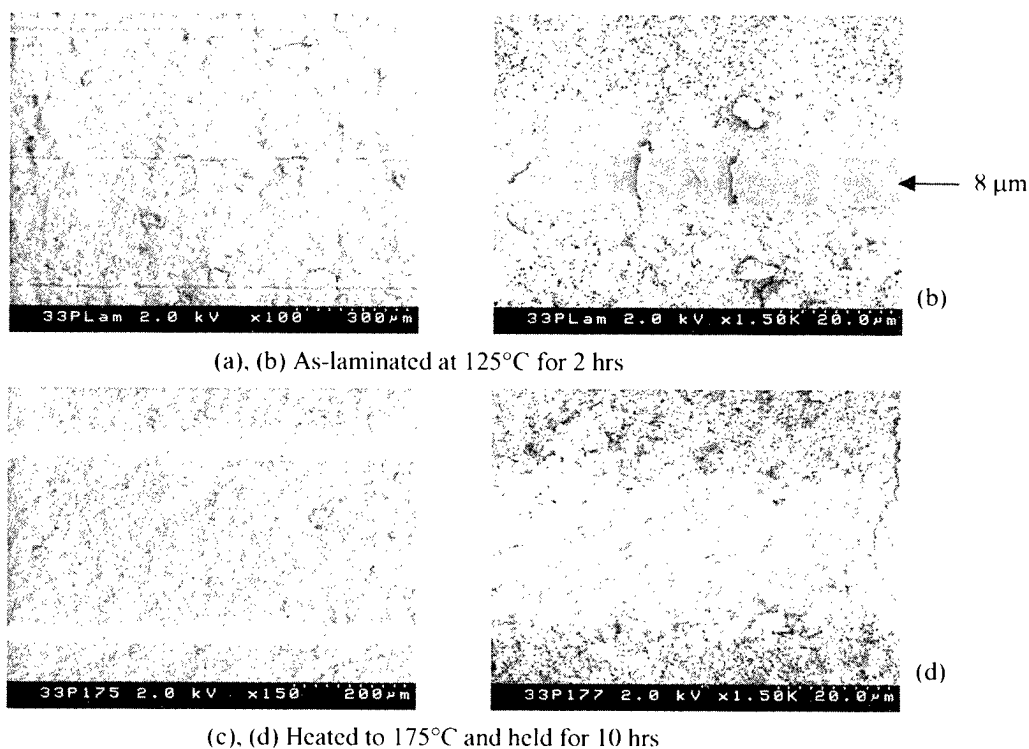 8 µm
33PLam 2.0 kV x100 300µm
33PLam 2.0 kV x1.50K 20.0µm
(b)
(a), (b) As-laminated at 125°C for 2 hrs
33P175 2.0 kV x150 200µm
33P177 2.0 kV x1.50K 20.0µm
(d)
(c), (d) Heated to 175°C and held for 10 hrs